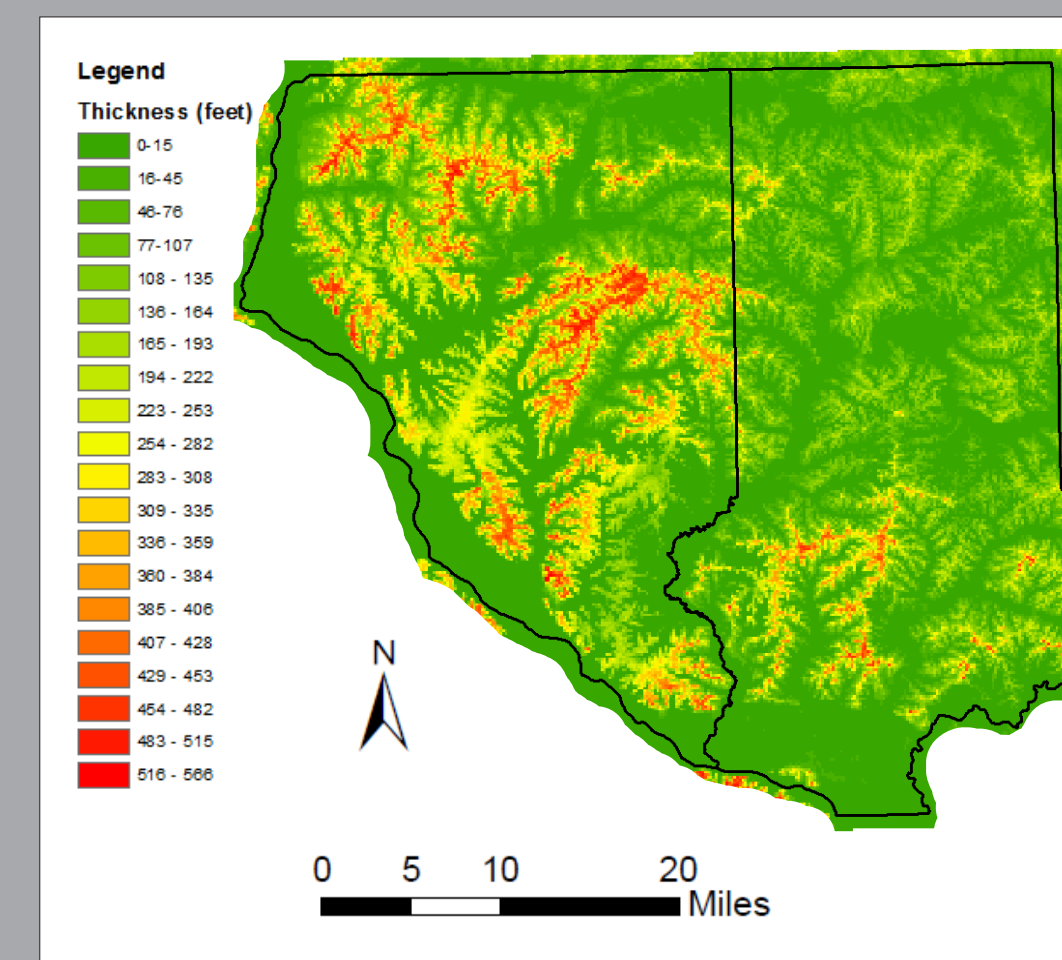 Legend
Thickness (feet)
0-15
16-45
46-76
77-107
108 - 135
136 - 164
165 - 193
194 - 222
223 - 253
254 - 282
283 - 308
309 - 335
336 - 359
360 - 384
385 - 406
407 - 428
429 - 453
454 - 482
483 - 515
516 - 566
N
0 5 10 20
Miles